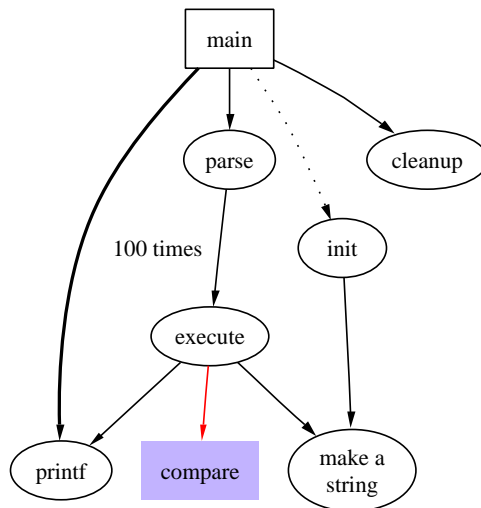 main
parse
cleanup
100 times
init
execute
printf
compare
make a
string